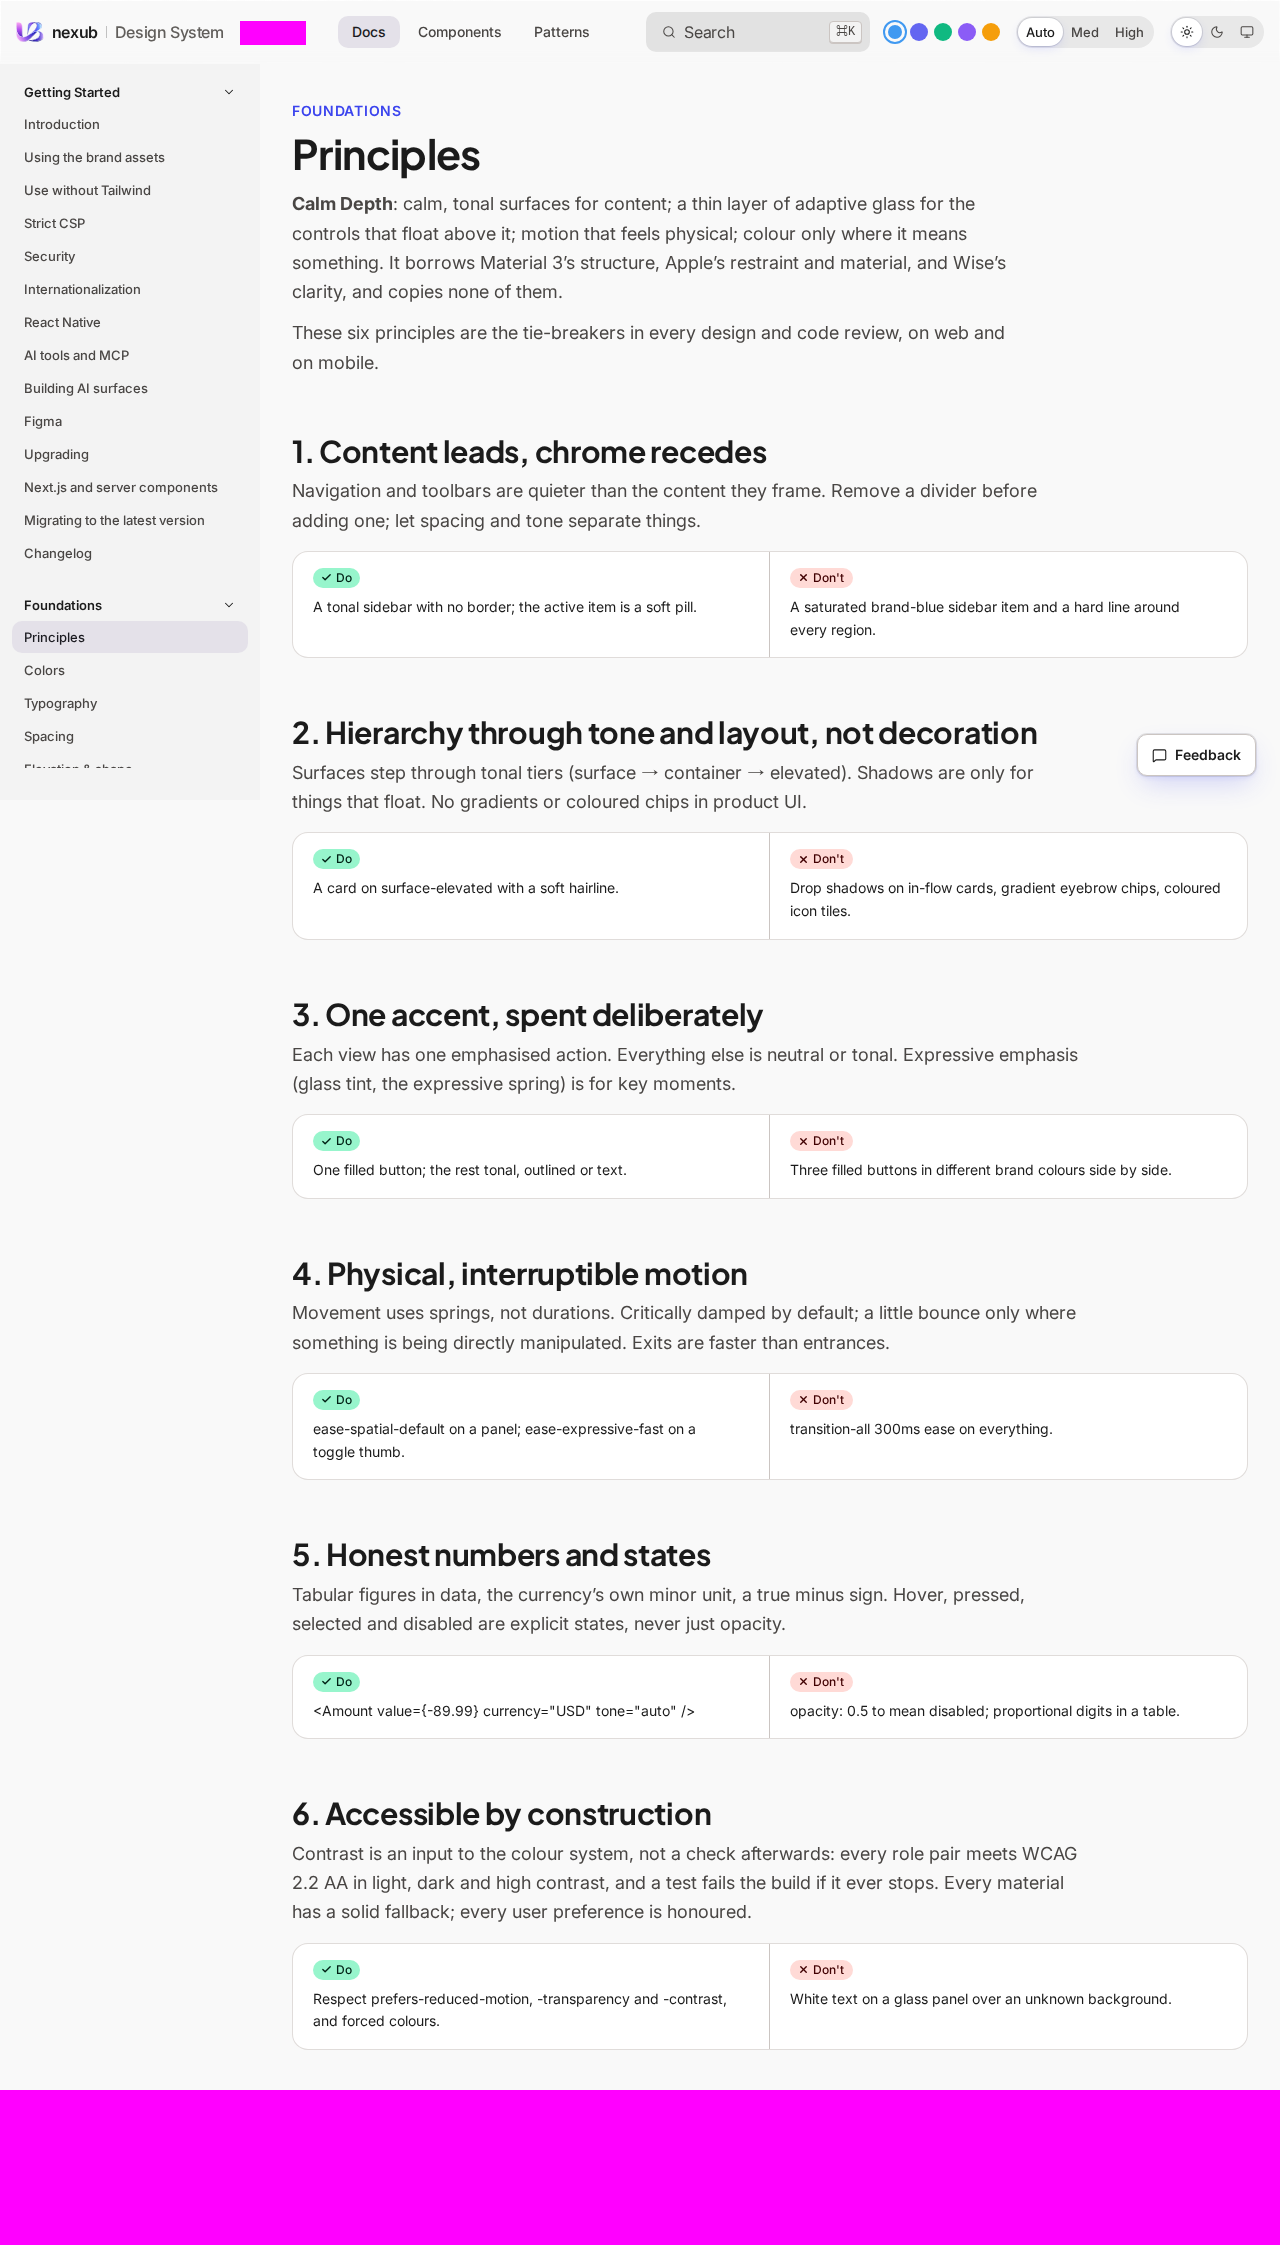 nexub
Design System
Docs
Components
Patterns
Search
⌘K
Auto
Med
High
Getting Started
Introduction
Using the brand assets
Use without Tailwind
Strict CSP
Security
Internationalization
React Native
AI tools and MCP
Building AI surfaces
Figma
Upgrading
Next.js and server components
Migrating to the latest version
Changelog
Foundations
Principles
Colors
Typography
Spacing
FOUNDATIONS
Principles
Calm Depth: calm, tonal surfaces for content; a thin layer of adaptive glass for the
controls that float above it; motion that feels physical; colour only where it means
something. It borrows Material 3’s structure, Apple’s restraint and material, and Wise’s
clarity, and copies none of them.
These six principles are the tie-breakers in every design and code review, on web and
on mobile.
1. Content leads, chrome recedes
Navigation and toolbars are quieter than the content they frame. Remove a divider before
adding one; let spacing and tone separate things.
Do
A tonal sidebar with no border; the active item is a soft pill.
Don't
A saturated brand-blue sidebar item and a hard line around
every region.
2. Hierarchy through tone and layout, not decoration
Surfaces step through tonal tiers (surface → container → elevated). Shadows are only for
things that float. No gradients or coloured chips in product UI.
Do
A card on surface-elevated with a soft hairline.
Don't
Drop shadows on in-flow cards, gradient eyebrow chips, coloured
icon tiles.
Feedback
3. One accent, spent deliberately
Each view has one emphasised action. Everything else is neutral or tonal. Expressive emphasis
(glass tint, the expressive spring) is for key moments.
Do
One filled button; the rest tonal, outlined or text.
Don't
Three filled buttons in different brand colours side by side.
4. Physical, interruptible motion
Movement uses springs, not durations. Critically damped by default; a little bounce only where
something is being directly manipulated. Exits are faster than entrances.
Do
ease-spatial-default on a panel; ease-expressive-fast on a
toggle thumb.
Don't
transition-all 300ms ease on everything.
5. Honest numbers and states
Tabular figures in data, the currency’s own minor unit, a true minus sign. Hover, pressed,
selected and disabled are explicit states, never just opacity.
Do
<Amount value={-89.99} currency="USD" tone="auto" />
Don't
opacity: 0.5 to mean disabled; proportional digits in a table.
6. Accessible by construction
Contrast is an input to the colour system, not a check afterwards: every role pair meets WCAG
2.2 AA in light, dark and high contrast, and a test fails the build if it ever stops. Every material
has a solid fallback; every user preference is honoured.
Do
Respect prefers-reduced-motion, -transparency and -contrast,
and forced colours.
Don't
White text on a glass panel over an unknown background.